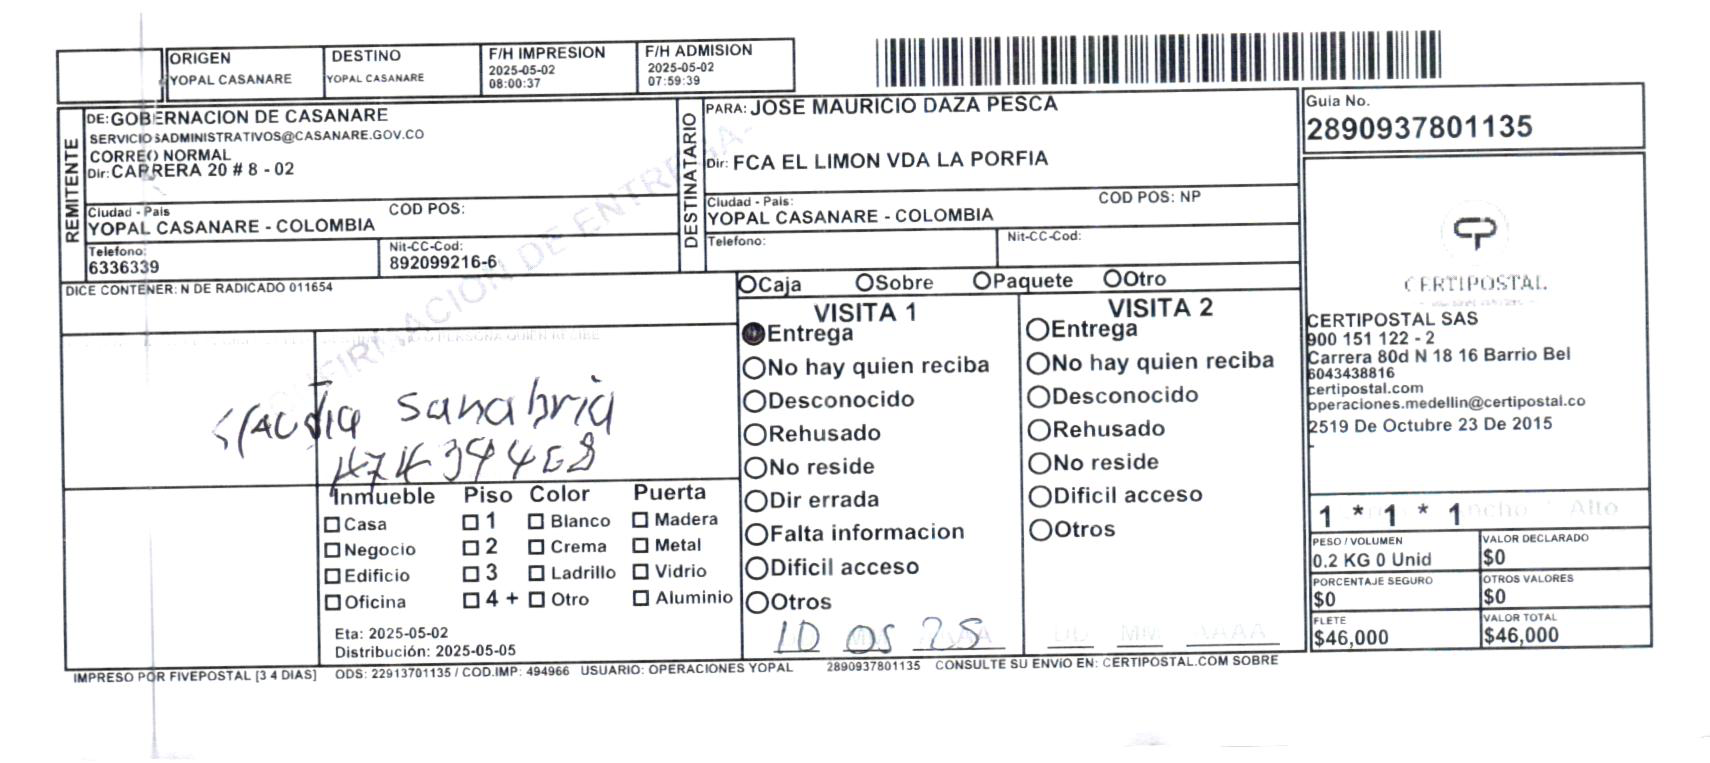 ORIGEN
YOPAL CASANARE
DESTINO
YOPAL CASANARE
F/H IMPRESION
2025-05-02
08:00:37
F/H ADMISION
2025-05-02
07:59:39
REMITENTE
DE: GOBERNACION DE CASANARE
SERVICIOSADMINISTRATIVOS@CASANARE.GOV.CO
CORREO NORMAL
Dir: CARRERA 20 # 8 - 02
Ciudad - Pais
COD POS:
YOPAL CASANARE - COLOMBIA
Telefono:
6336339
Nit-CC-Cod:
892099216-6
DESTINATARIO
PARA: JOSE MAURICIO DAZA PESCA
Dir: FCA EL LIMON VDA LA PORFIA
Ciudad - Pais:
COD POS: NP
YOPAL CASANARE - COLOMBIA
Telefono:
Nit-CC-Cod:
Guia No.
2890937801135
DICE CONTENER: N DE RADICADO 011654
CONFIRMACION DE ENTREGA-
O PERSONA QUIEN RECIBE
Claudia Sanabria
Inmueble Piso Color Puerta
Casa 1 Blanco Madera
Negocio 2 Crema Metal
Edificio 3 Ladrillo Vidrio
Oficina 4 + Otro Aluminio
Eta: 2025-05-02
Distribución: 2025-05-05
Caja Sobre Paquete Otro
VISITA 1
Entrega
No hay quien reciba
Desconocido
Rehusado
No reside
Dir errada
Falta informacion
Dificil acceso
Otros
10 05 25
VISITA 2
Entrega
No hay quien reciba
Desconocido
Rehusado
No reside
Dificil acceso
Otros
DD MM AAAA
CERTIPOSTAL
CERTIPOSTAL SAS
900 151 122 - 2
Carrera 80d N 18 16 Barrio Bel
6043438816
certipostal.com
operaciones.medellin@certipostal.co
2519 De Octubre 23 De 2015
1 * 1 * 1
Ancho Alto
PESO / VOLUMEN
0.2 KG 0 Unid
VALOR DECLARADO
$0
PORCENTAJE SEGURO
$0
OTROS VALORES
$0
FLETE
$46,000
VALOR TOTAL
$46,000
IMPRESO POR FIVEPOSTAL [3 4 DIAS] ODS: 22913701135 / COD.IMP: 494966 USUARIO: OPERACIONES YOPAL 2890937801135 CONSULTE SU ENVÍO EN: CERTIPOSTAL.COM SOBRE